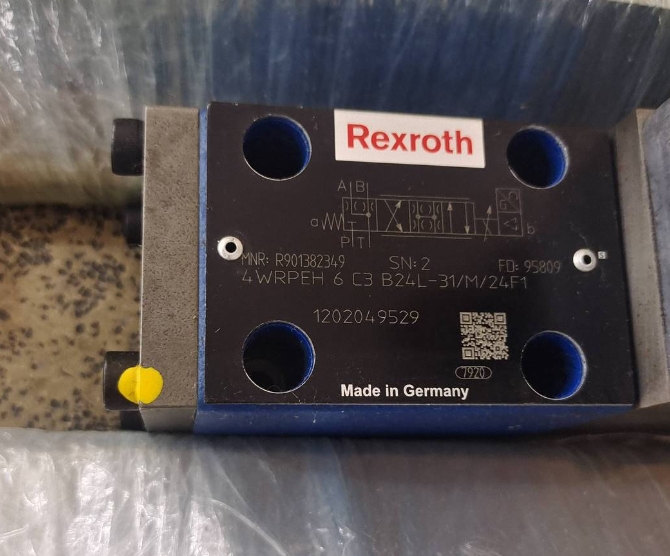 Rexroth
A B
a b
P T
MNR: R901382349 SN: 2 FD: 95809
4WRPEH 6 C3 B24L-31/M/24F1
1202049529
7920
Made in Germany